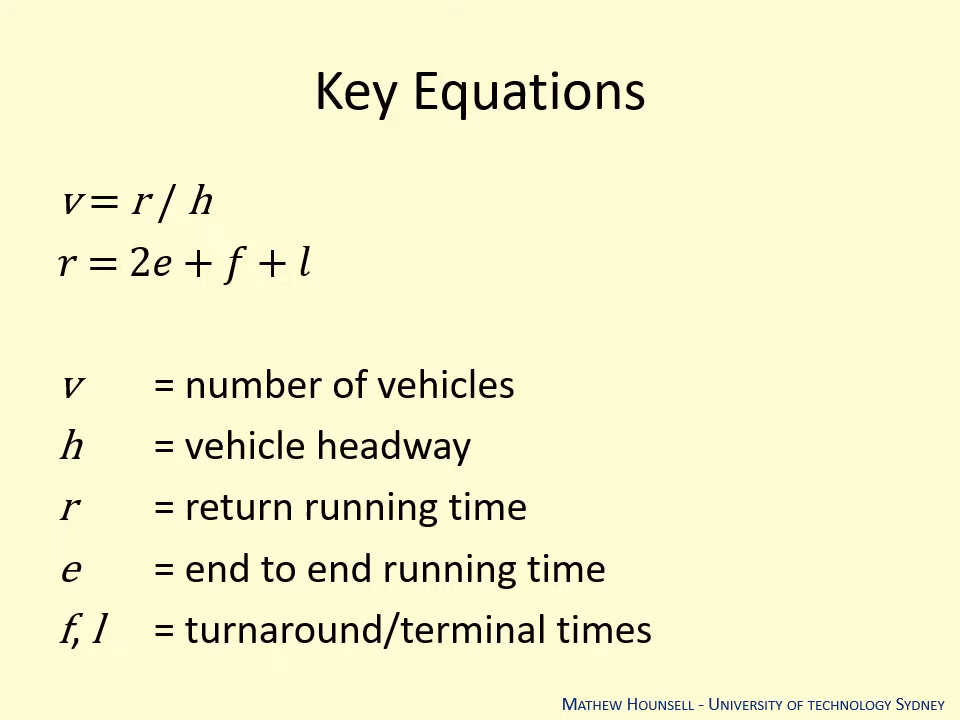 Key Equations
v = r / h
r = 2e + f + l
v = number of vehicles
h = vehicle headway
r = return running time
e = end to end running time
f, l = turnaround/terminal times
Mathew Hounsell - University of technology Sydney